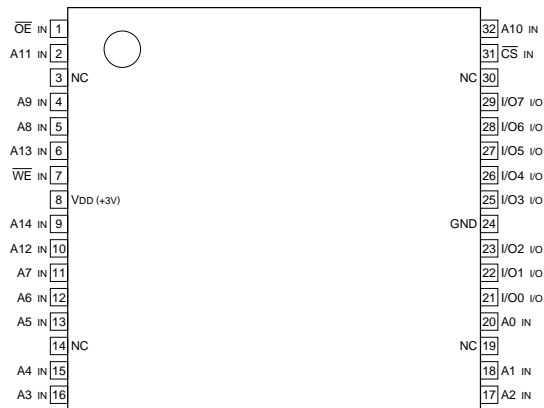 OE IN 1 32 A10 IN
A11 IN 2 31 CS IN
3 NC NC 30
A9 IN 4 29 I/O7 I/O
A8 IN 5 28 I/O6 I/O
A13 IN 6 27 I/O5 I/O
WE IN 7 26 I/O4 I/O
8 VDD (+3V) 25 I/O3 I/O
A14 IN 9 GND 24
A12 IN 10 23 I/O2 I/O
A7 IN 11 22 I/O1 I/O
A6 IN 12 21 I/O0 I/O
A5 IN 13 20 A0 IN
14 NC NC 19
A4 IN 15 18 A1 IN
A3 IN 16 17 A2 IN